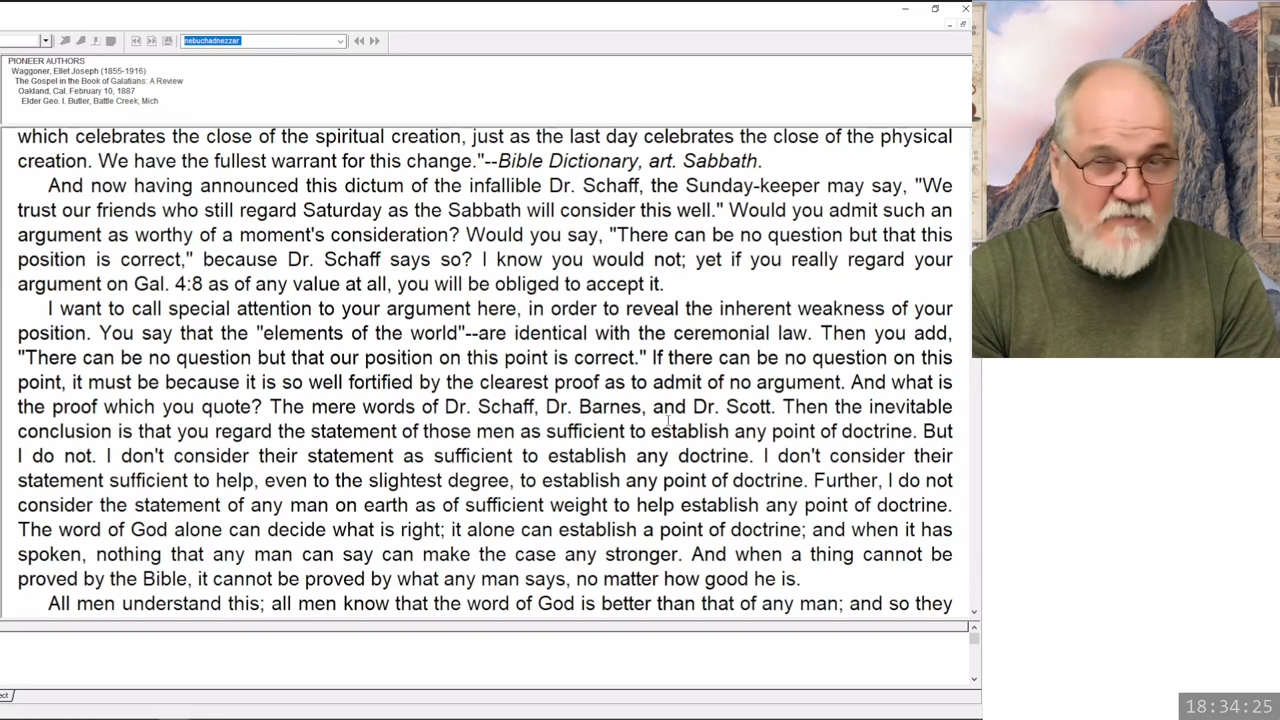 nebuchadnezzar
PIONEER AUTHORS
Waggoner, Ellet Joseph (1855-1916)
The Gospel in the Book of Galatians: A Review
Oakland, Cal. February 10, 1887
Elder Geo. I. Butler, Battle Creek, Mich
which celebrates the close of the spiritual creation, just as the last day celebrates the close of the physical
creation. We have the fullest warrant for this change."--Bible Dictionary, art. Sabbath.
And now having announced this dictum of the infallible Dr. Schaff, the Sunday-keeper may say, "We
trust our friends who still regard Saturday as the Sabbath will consider this well." Would you admit such an
argument as worthy of a moment's consideration? Would you say, "There can be no question but that this
position is correct," because Dr. Schaff says so? I know you would not; yet if you really regard your
argument on Gal. 4:8 as of any value at all, you will be obliged to accept it.
I want to call special attention to your argument here, in order to reveal the inherent weakness of your
position. You say that the "elements of the world"--are identical with the ceremonial law. Then you add,
"There can be no question but that our position on this point is correct." If there can be no question on this
point, it must be because it is so well fortified by the clearest proof as to admit of no argument. And what is
the proof which you quote? The mere words of Dr. Schaff, Dr. Barnes, and Dr. Scott. Then the inevitable
conclusion is that you regard the statement of those men as sufficient to establish any point of doctrine. But
I do not. I don't consider their statement as sufficient to establish any doctrine. I don't consider their
statement sufficient to help, even to the slightest degree, to establish any point of doctrine. Further, I do not
consider the statement of any man on earth as of sufficient weight to help establish any point of doctrine.
The word of God alone can decide what is right; it alone can establish a point of doctrine; and when it has
spoken, nothing that any man can say can make the case any stronger. And when a thing cannot be
proved by the Bible, it cannot be proved by what any man says, no matter how good he is.
All men understand this; all men know that the word of God is better than that of any man; and so they
ct
18:34:25